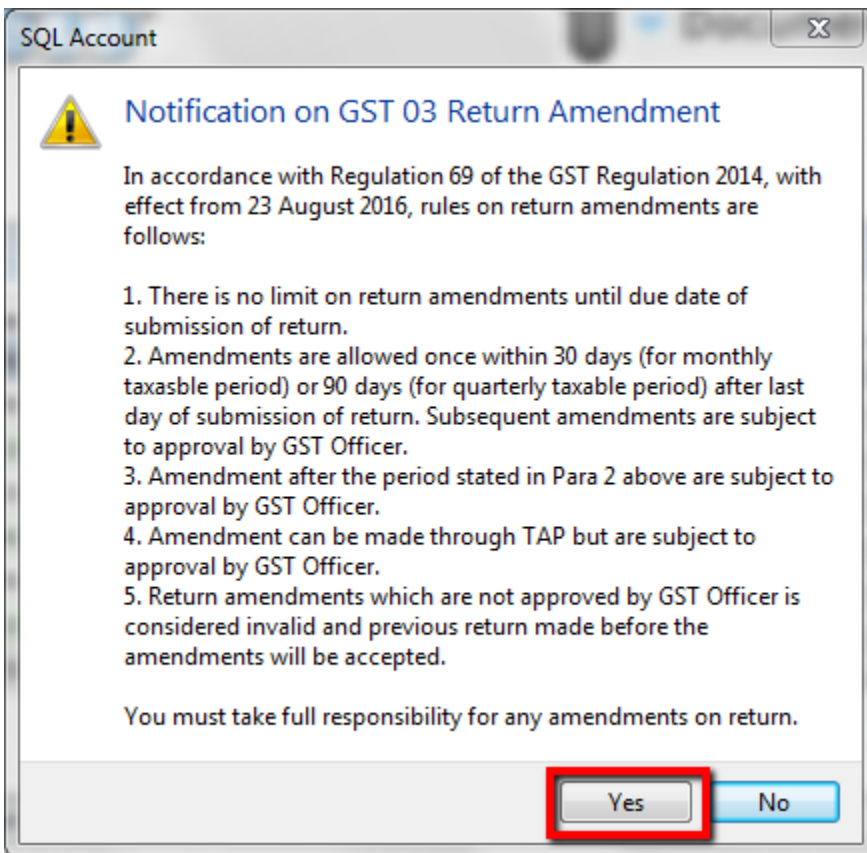 SQL Account
Notification on GST 03 Return Amendment
In accordance with Regulation 69 of the GST Regulation 2014, with
effect from 23 August 2016, rules on return amendments are
follows:
1. There is no limit on return amendments until due date of
submission of return.
2. Amendments are allowed once within 30 days (for monthly
taxasble period) or 90 days (for quarterly taxable period) after last
day of submission of return. Subsequent amendments are subject
to approval by GST Officer.
3. Amendment after the period stated in Para 2 above are subject to
approval by GST Officer.
4. Amendment can be made through TAP but are subject to
approval by GST Officer.
5. Return amendments which are not approved by GST Officer is
considered invalid and previous return made before the
amendments will be accepted.
You must take full responsibility for any amendments on return.
Yes
No